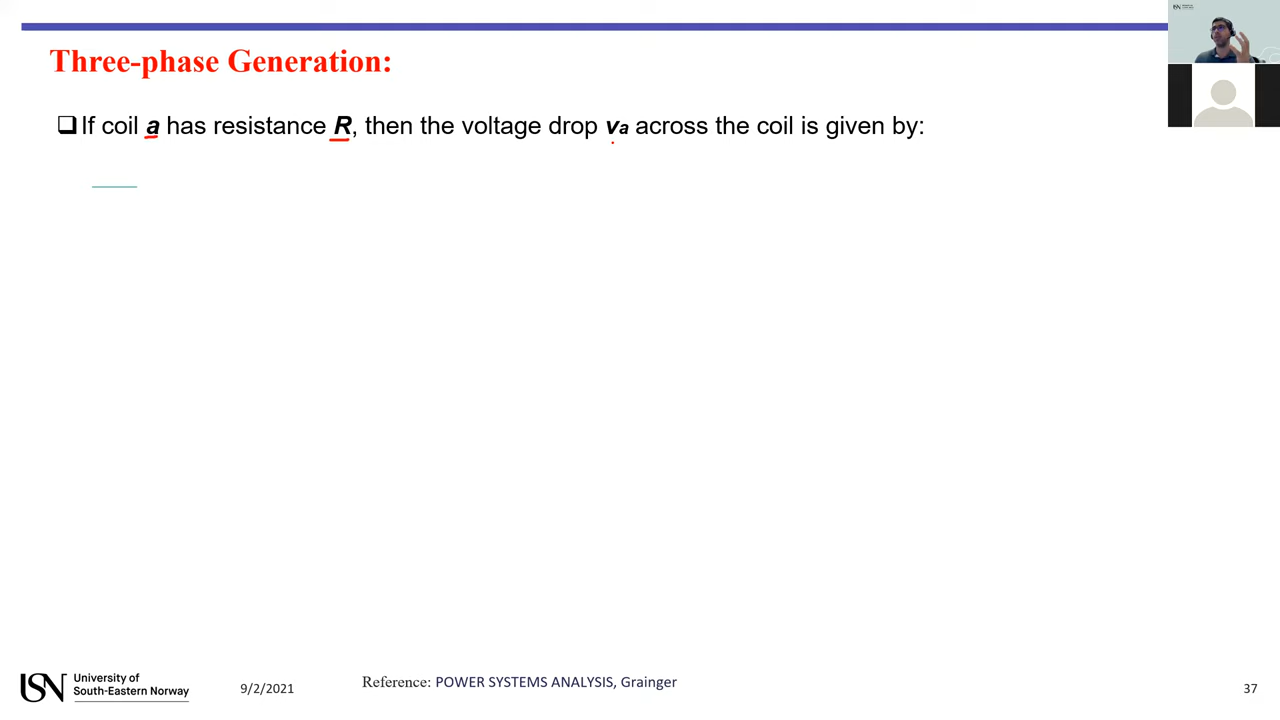 Three-phase Generation:
❑ If coil a has resistance R, then the voltage drop va across the coil is given by:
USN
University of
South-Eastern Norway
9/2/2021
Reference: POWER SYSTEMS ANALYSIS, Grainger
37